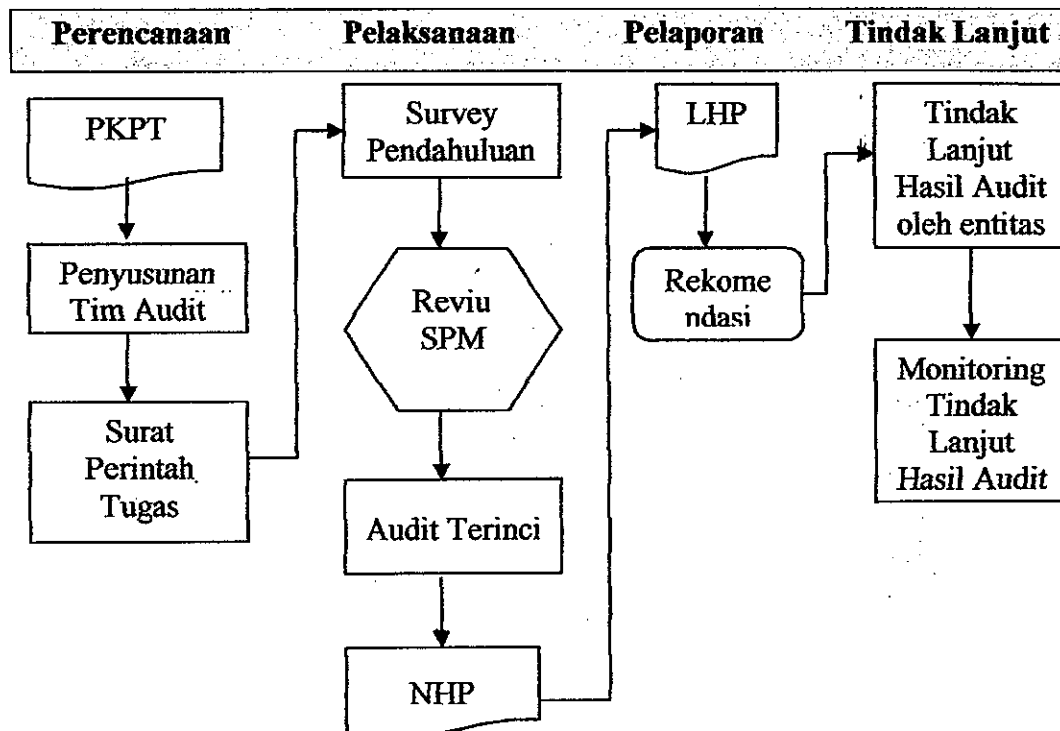 Perencanaan
Pelaksanaan
Pelaporan
Tindak Lanjut
PKPT
Penyusunan
Tim Audit
Surat
Perintah
Tugas
Survey
Pendahuluan
Reviu
SPM
Audit Terinci
NHP
LHP
Rekome
ndasi
Tindak
Lanjut
Hasil Audit
oleh entitas
Monitoring
Tindak
Lanjut
Hasil Audit